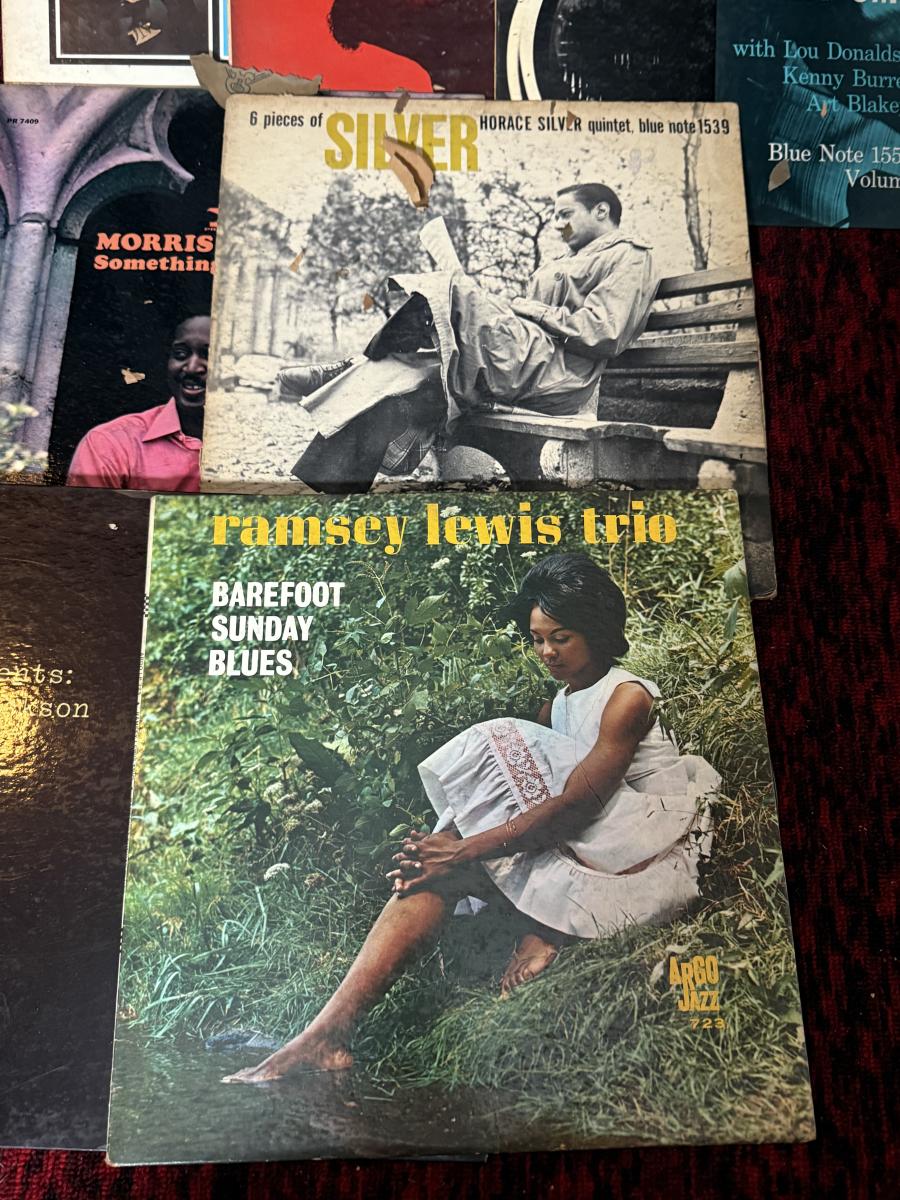 with Lou Donalds
Kenny Burre
Art Blake
Blue Note 155
Volum
PR 7409
MORRIS
Something
6 pieces of SILVER HORACE SILVER quintet, blue note 1539
ramsey lewis trio
BAREFOOT
SUNDAY
BLUES
ents:
kson
ARGO
JAZZ
723